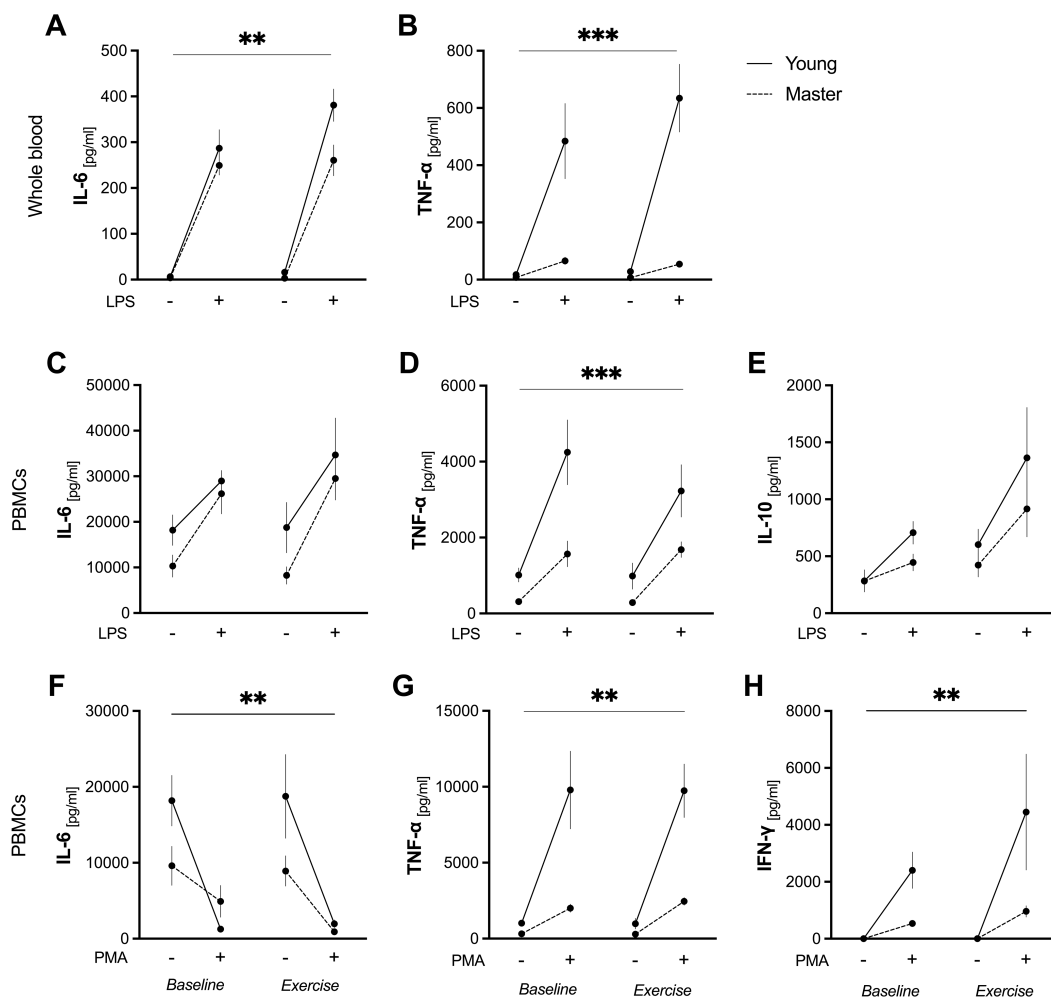 A
B
**
***
Young
Master
Whole blood
IL-6 [pg/ml]
500
400
300
200
100
0
TNF-α [pg/ml]
800
600
400
200
0
LPS - + - +
LPS - + - +
C
D
E
***
PBMCs
IL-6 [pg/ml]
50000
40000
30000
20000
10000
0
TNF-α [pg/ml]
6000
4000
2000
0
IL-10 [pg/ml]
2000
1500
1000
500
0
LPS - + - +
LPS - + - +
LPS - + - +
F
G
H
**
**
**
PBMCs
IL-6 [pg/ml]
30000
20000
10000
0
TNF-α [pg/ml]
15000
10000
5000
0
IFN-γ [pg/ml]
8000
6000
4000
2000
0
PMA - + - +
PMA - + - +
PMA - + - +
Baseline Exercise
Baseline Exercise
Baseline Exercise